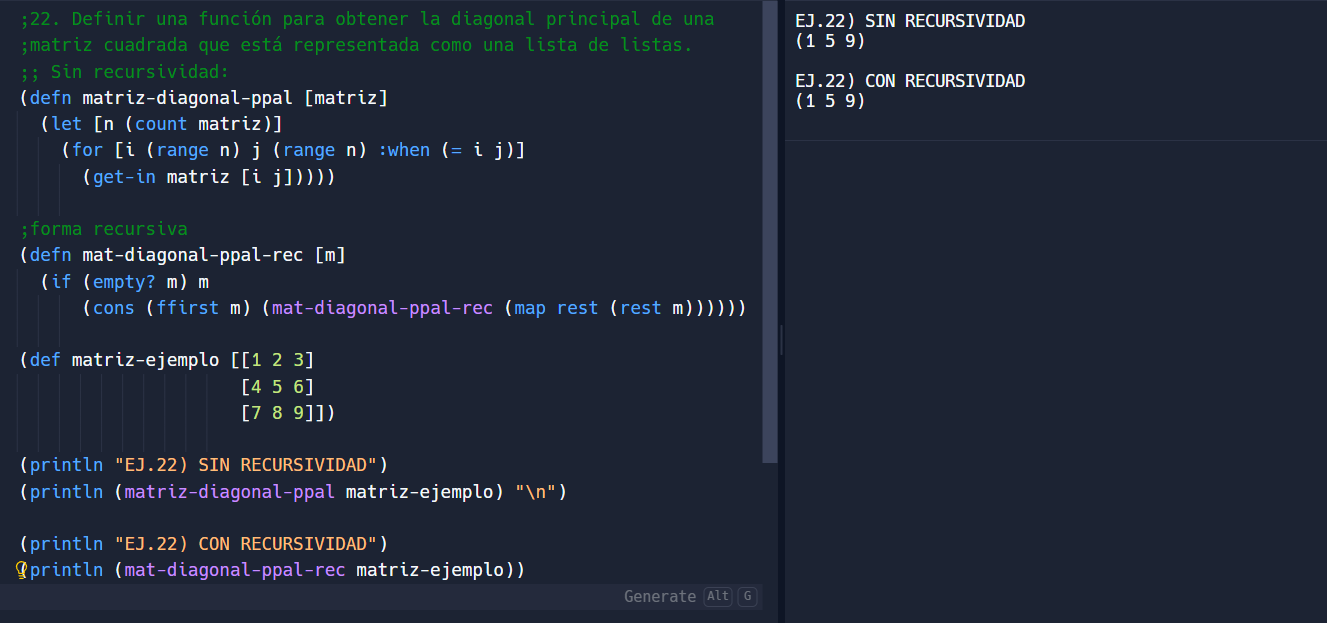 ;22. Definir una función para obtener la diagonal principal de una
;matriz cuadrada que está representada como una lista de listas.
;; Sin recursividad:
(defn matriz-diagonal-ppal [matriz]
  (let [n (count matriz)]
    (for [i (range n) j (range n) :when (= i j)]
      (get-in matriz [i j]))))

;forma recursiva
(defn mat-diagonal-ppal-rec [m]
  (if (empty? m) m
      (cons (ffirst m) (mat-diagonal-ppal-rec (map rest (rest m))))))

(def matriz-ejemplo [[1 2 3]
                     [4 5 6]
                     [7 8 9]])

(println "EJ.22) SIN RECURSIVIDAD")
(println (matriz-diagonal-ppal matriz-ejemplo) "\n")

(println "EJ.22) CON RECURSIVIDAD")
(println (mat-diagonal-ppal-rec matriz-ejemplo))
Generate Alt G
EJ.22) SIN RECURSIVIDAD
(1 5 9)

EJ.22) CON RECURSIVIDAD
(1 5 9)